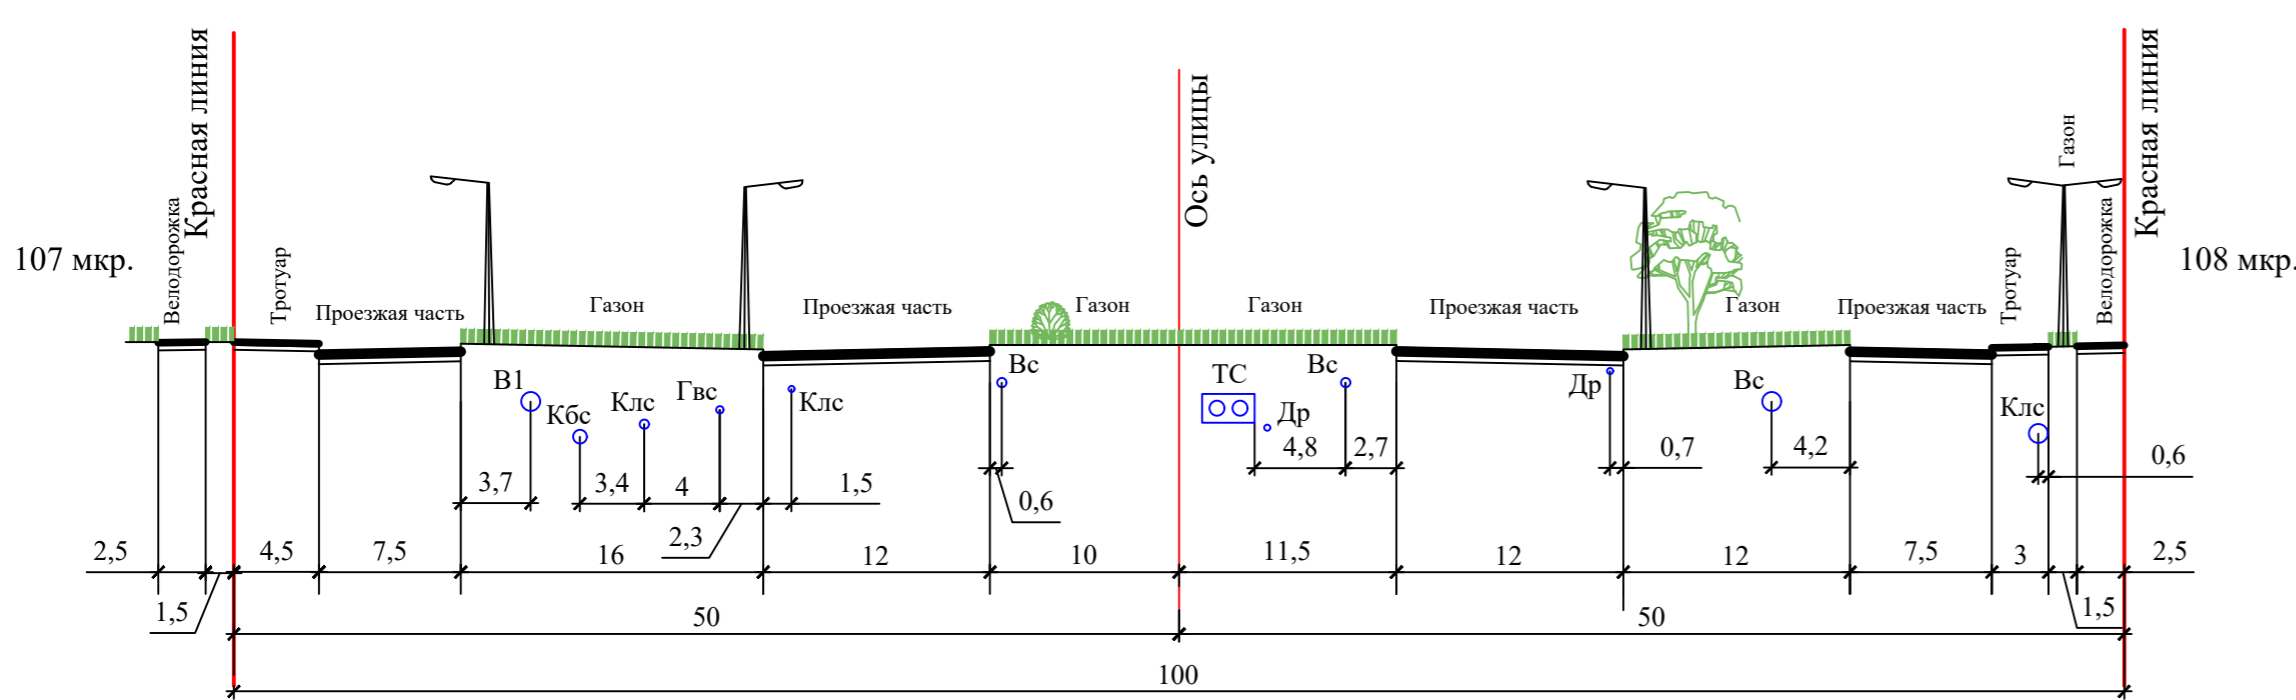 Красная линия
Ось улицы
Красная линия
107 мкр.
Велодорожка
Тротуар
Проезжая часть
Газон
Проезжая часть
Газон
Газон
Проезжая часть
Газон
Проезжая часть
Тротуар
Газон
Велодорожка
108 мкр.
В1
Кбс
Клс
Гвс
Клс
Вс
ТС
Др
Вс
Др
Вс
Клс
3,7
3,4
4
2,3
1,5
0,6
4,8
2,7
0,7
4,2
0,6
2,5
1,5
4,5
7,5
16
12
10
11,5
12
12
7,5
3
1,5
2,5
50
50
100